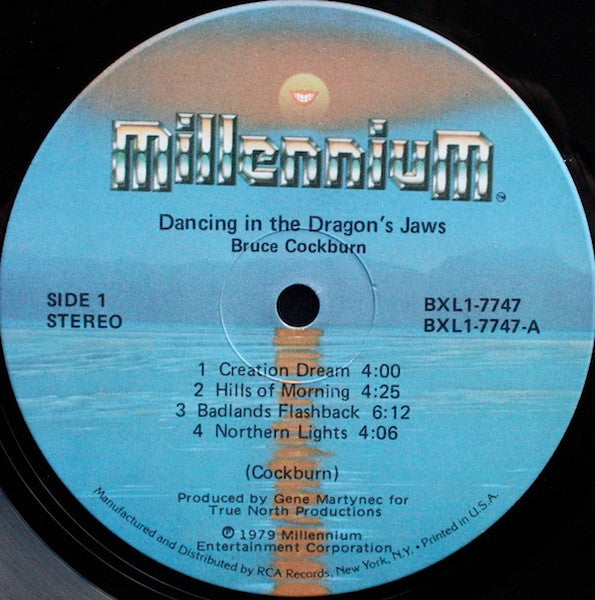 millennium
Dancing in the Dragon's Jaws
Bruce Cockburn
SIDE 1
STEREO
BXL1-7747
BXL1-7747-A
1 Creation Dream 4:00
2 Hills of Morning 4:25
3 Badlands Flashback 6:12
4 Northern Lights 4:06
(Cockburn)
Produced by Gene Martynec for
True North Productions
℗ 1979 Millennium
Entertainment Corporation
Manufactured and Distributed by RCA Records, New York, N.Y. • Printed in U.S.A.